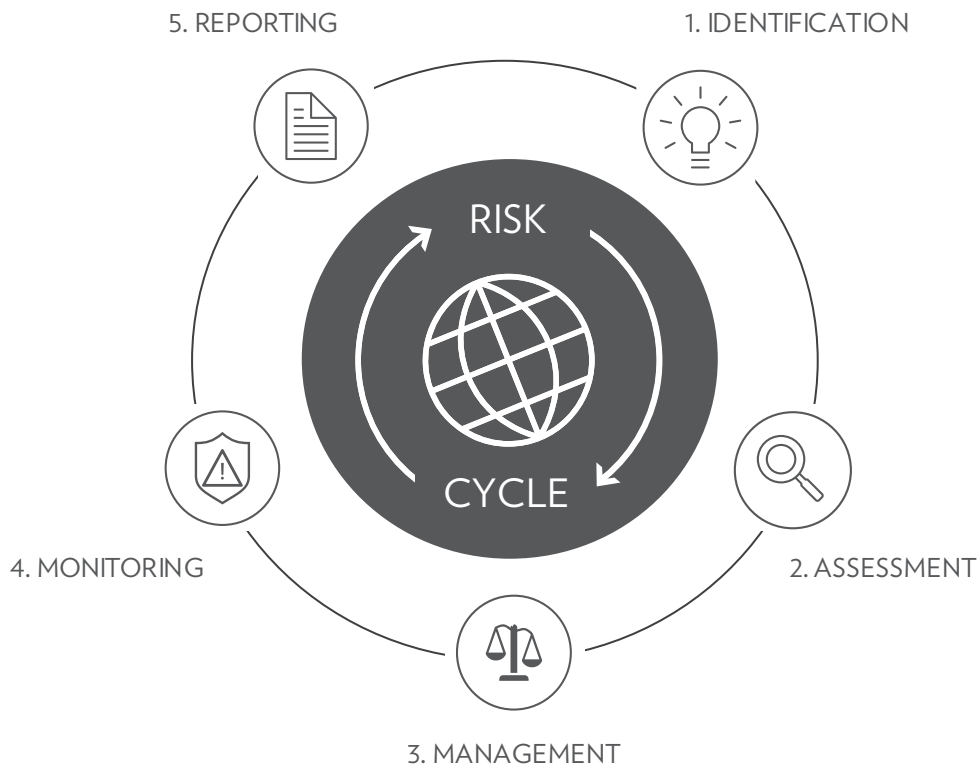 5. REPORTING
1. IDENTIFICATION
RISK
CYCLE
4. MONITORING
2. ASSESSMENT
3. MANAGEMENT